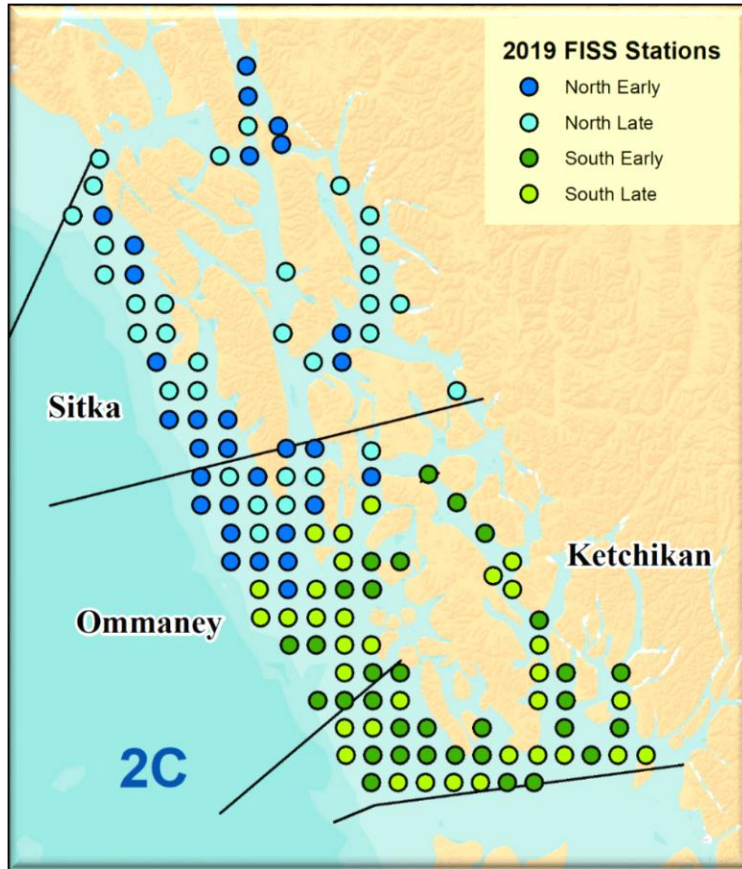 2019 FISS Stations
North Early
North Late
South Early
South Late
Sitka
Ketchikan
Ommaney
2C